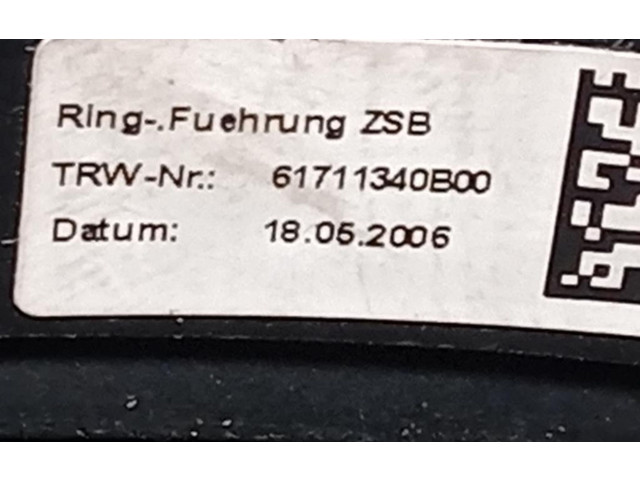 Ring-.Fuehrung ZSB
TRW-Nr.: 61711340B00
Datum: 18.05.2006